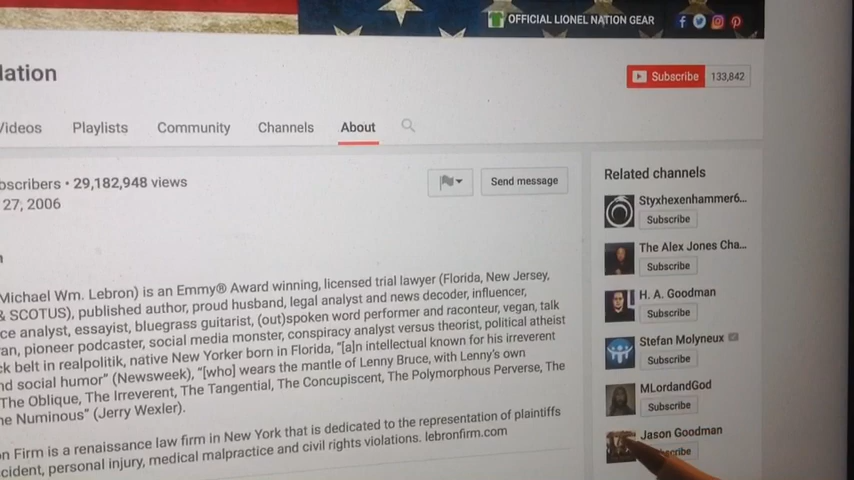 OFFICIAL LIONEL NATION GEAR
lation
Subscribe 133,842
Videos Playlists Community Channels About
bscribers • 29,182,948 views
27, 2006
Send message
n
Michael Wm. Lebron) is an Emmy® Award winning, licensed trial lawyer (Florida, New Jersey,
& SCOTUS), published author, proud husband, legal analyst and news decoder, influencer,
ce analyst, essayist, bluegrass guitarist, (out)spoken word performer and raconteur, vegan, talk
an, pioneer podcaster, social media monster, conspiracy analyst versus theorist, political atheist
ck belt in realpolitik, native New Yorker born in Florida, “[a]n intellectual known for his irreverent
nd social humor” (Newsweek), “[who] wears the mantle of Lenny Bruce, with Lenny's own
The Oblique, The Irreverent, The Tangential, The Concupiscent, The Polymorphous Perverse, The
he Numinous” (Jerry Wexler).
on Firm is a renaissance law firm in New York that is dedicated to the representation of plaintiffs
cident, personal injury, medical malpractice and civil rights violations. lebronfirm.com
Related channels
Styxhexenhammer6...
Subscribe
The Alex Jones Cha...
Subscribe
H. A. Goodman
Subscribe
Stefan Molyneux
Subscribe
MLordandGod
Subscribe
Jason Goodman
scribe